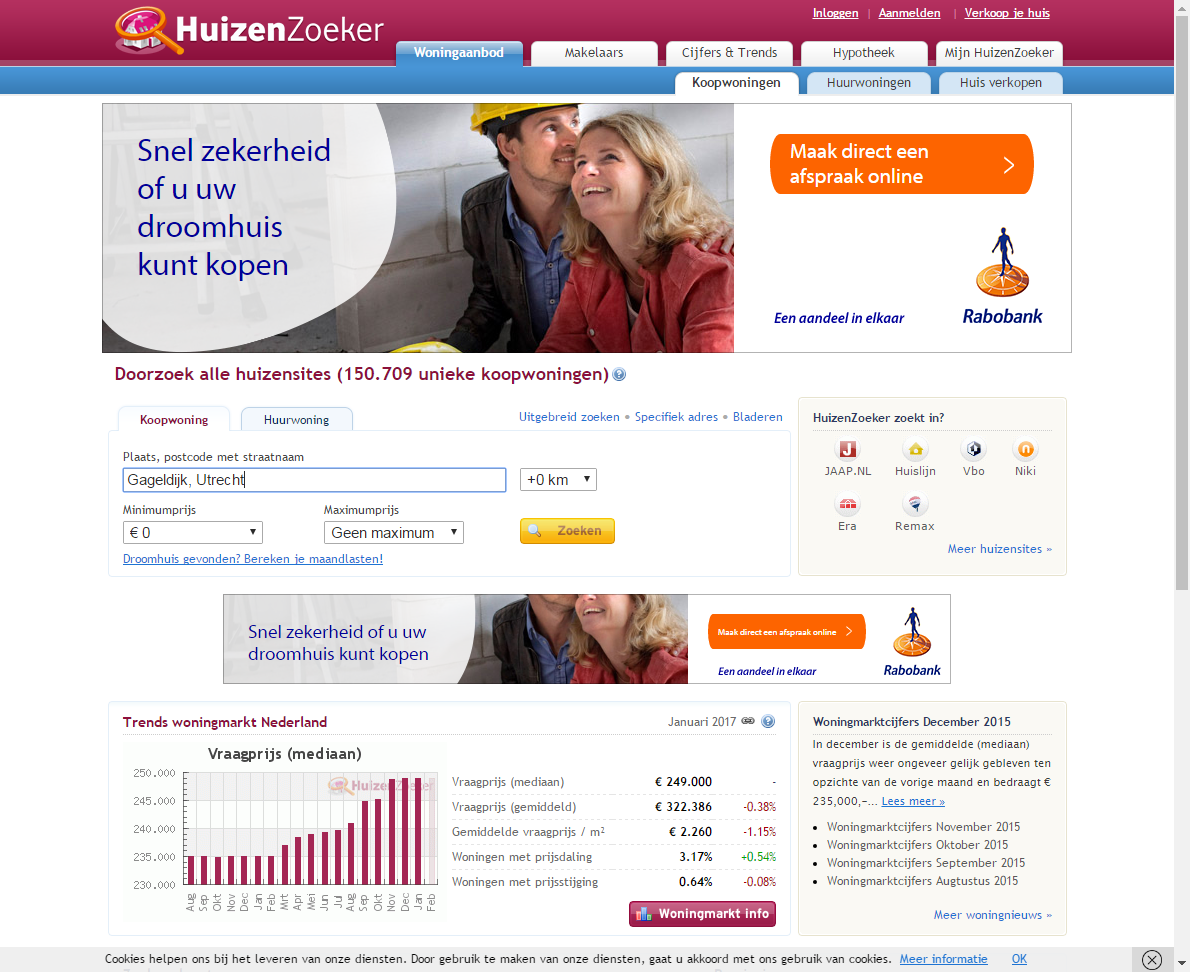 Inloggen | Aanmelden | Verkoop je huis
HuizenZoeker
Woningaanbod Makelaars Cijfers & Trends Hypotheek Mijn HuizenZoeker
Koopwoningen Huurwoningen Huis verkopen
Snel zekerheid
of u uw
droomhuis
kunt kopen
Maak direct een
afspraak online
Een aandeel in elkaar
Rabobank
Doorzoek alle huizensites (150.709 unieke koopwoningen) ?
Koopwoning Huurwoning
Uitgebreid zoeken • Specifiek adres • Bladeren
Plaats, postcode met straatnaam
Gageldijk, Utrecht +0 km
Minimumprijs Maximumprijs
€ 0 Geen maximum Zoeken
Droomhuis gevonden? Bereken je maandlasten!
HuizenZoeker zoekt in?
JAAP.NL Huislijn Vbo Niki
Era Remax
Meer huizensites »
Snel zekerheid of u uw
droomhuis kunt kopen
Maak direct een afspraak online
Een aandeel in elkaar
Rabobank
Trends woningmarkt Nederland Januari 2017 ?
Vraagprijs (mediaan)
HuizenZoeker
250.000
245.000
240.000
235.000
230.000
Aug Sep Okt Nov Dec Jan Feb Mrt Apr Mei Jun Jul Aug Sep Okt Nov Dec Jan Feb
Vraagprijs (mediaan) € 249.000 -
Vraagprijs (gemiddeld) € 322.386 -0.38%
Gemiddelde vraagprijs / m² € 2.260 -1.15%
Woningen met prijsdaling 3.17% +0.54%
Woningen met prijsstijging 0.64% -0.08%
Woningmarkt info
Woningmarktcijfers December 2015
In december is de gemiddelde (mediaan)
vraagprijs weer ongeveer gelijk gebleven ten
opzichte van de vorige maand en bedraagt €
235,000,-... Lees meer »
• Woningmarktcijfers November 2015
• Woningmarktcijfers Oktober 2015
• Woningmarktcijfers September 2015
• Woningmarktcijfers Augtustus 2015
Meer woningnieuws »
Cookies helpen ons bij het leveren van onze diensten. Door gebruik te maken van onze diensten, gaat u akkoord met ons gebruik van cookies. Meer informatie OK